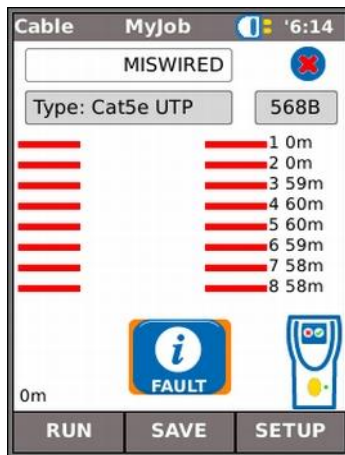 Cable MyJob '6:14
MISWIRED
Type: Cat5e UTP 568B
1 0m
2 0m
3 59m
4 60m
5 60m
6 59m
7 58m
8 58m
i
FAULT
0m
RUN SAVE SETUP